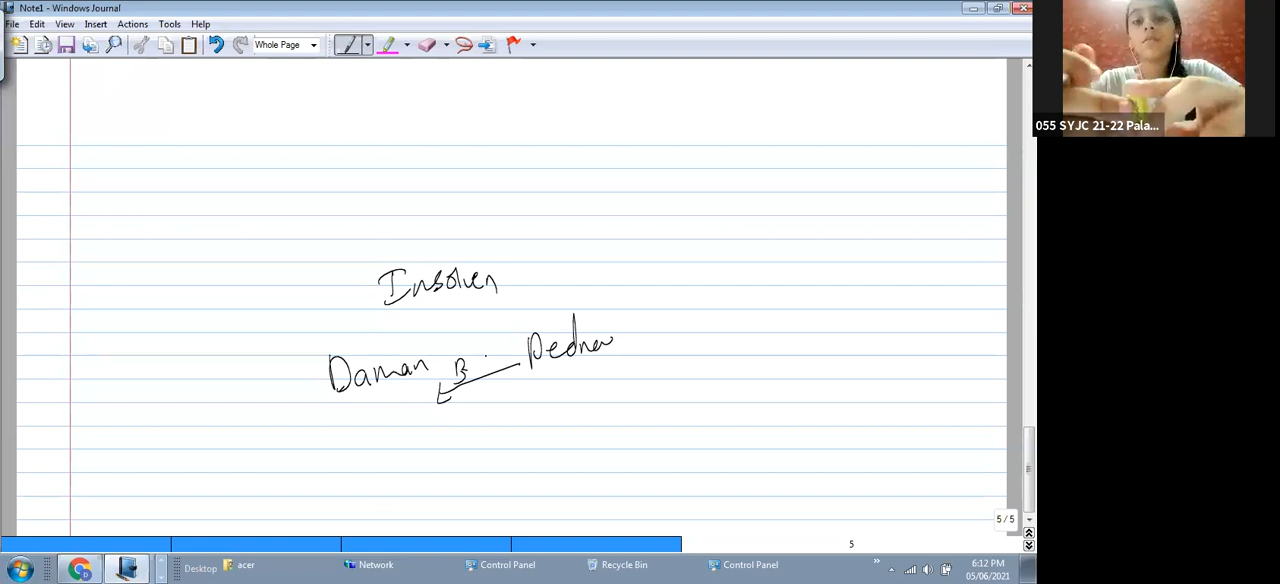 Note1 - Windows Journal
File Edit View Insert Actions Tools Help
Whole Page
055 SYJC 21-22 Pala...
Insolven
Daman B Pedne
5 / 5
5
Desktop acer Network Control Panel Recycle Bin Control Panel
6:12 PM
05/06/2021